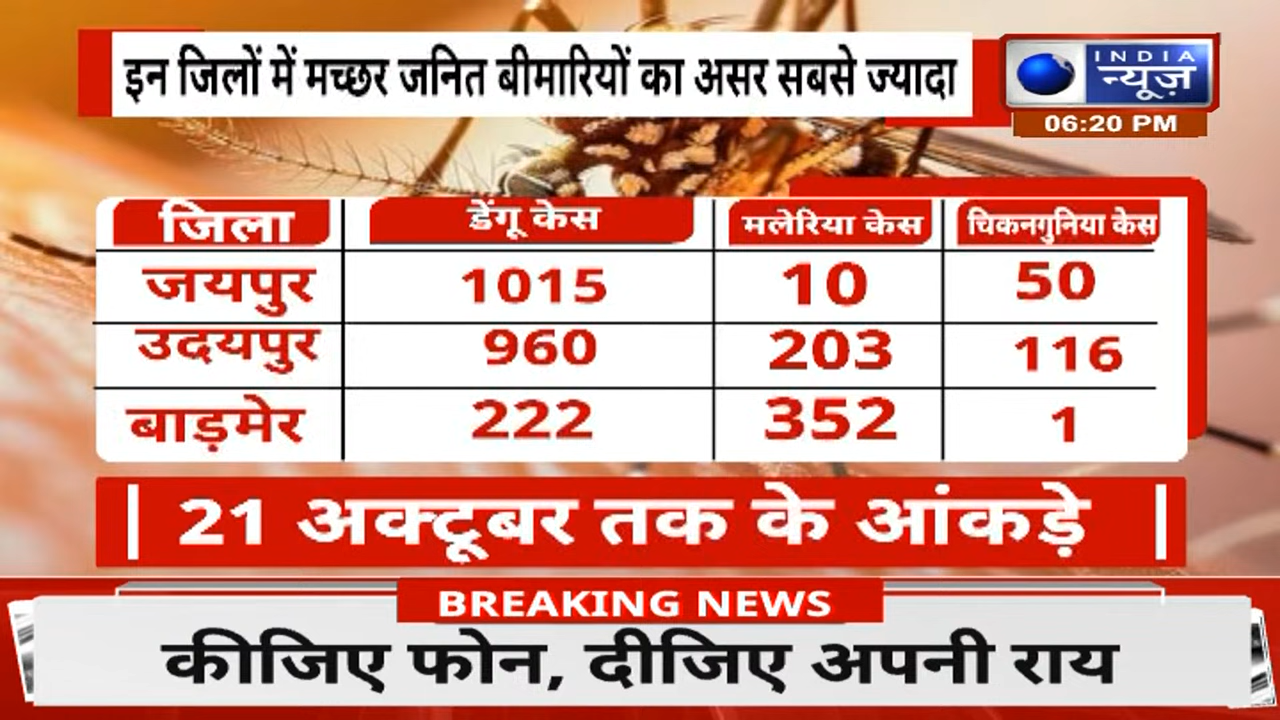 इन जिलों में मच्छर जनित बीमारियों का असर सबसे ज्यादा
INDIA
न्यूज़
06:20 PM
जिला डेंगू केस मलेरिया केस चिकनगुनिया केस
जयपुर 1015 10 50
उदयपुर 960 203 116
बाड़मेर 222 352 1
21 अक्टूबर तक के आंकड़े
BREAKING NEWS
कीजिए फोन, दीजिए अपनी राय